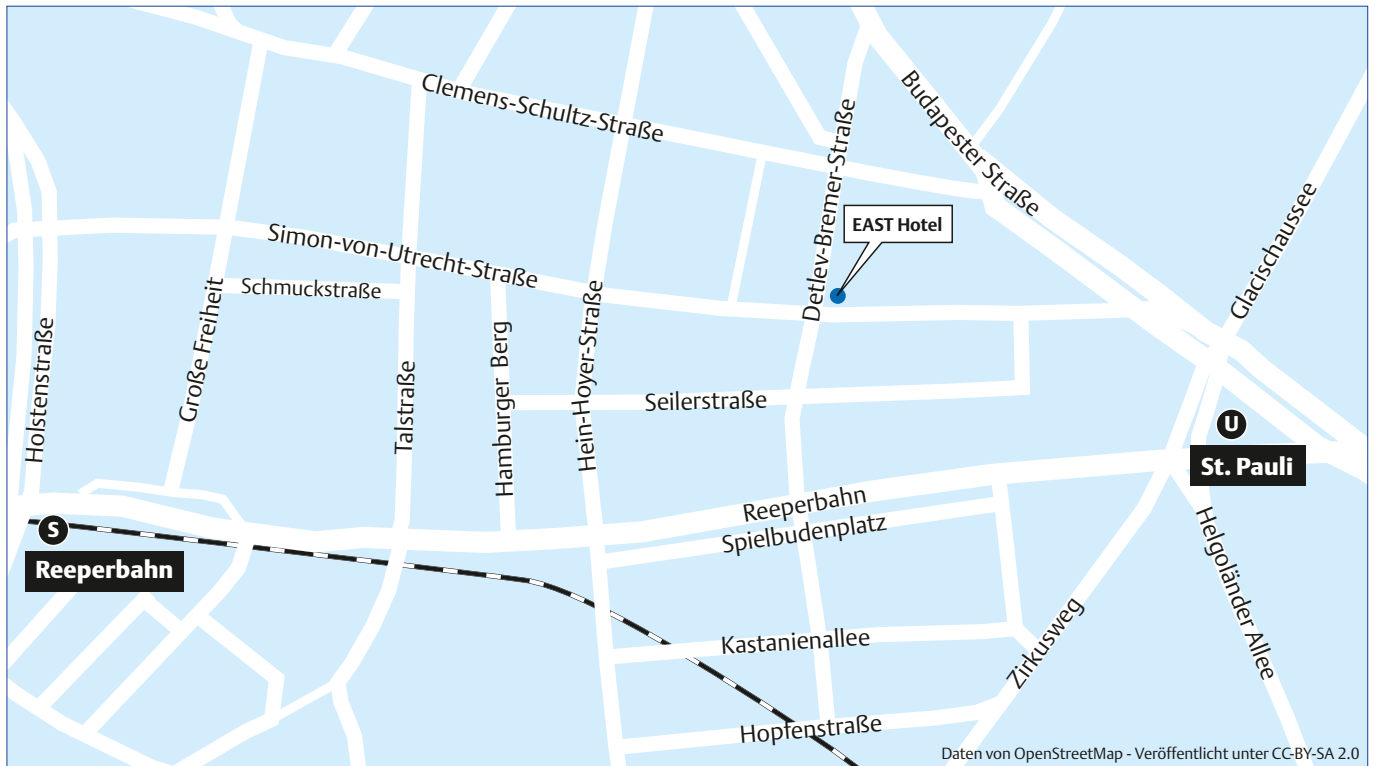 Clemens-Schultz-Straße
Budapester Straße
Detlev-Bremer-Straße
Glacischaussee
EAST Hotel
Simon-von-Utrecht-Straße
Schmuckstraße
Große Freiheit
Holstenstraße
Talstraße
Hamburger Berg
Hein-Hoyer-Straße
Seilerstraße
U
St. Pauli
Reeperbahn
Spielbudenplatz
S
Reeperbahn
Helgoländer Allee
Zirkusweg
Kastanienallee
Hopfenstraße
Daten von OpenStreetMap - Veröffentlicht unter CC-BY-SA 2.0